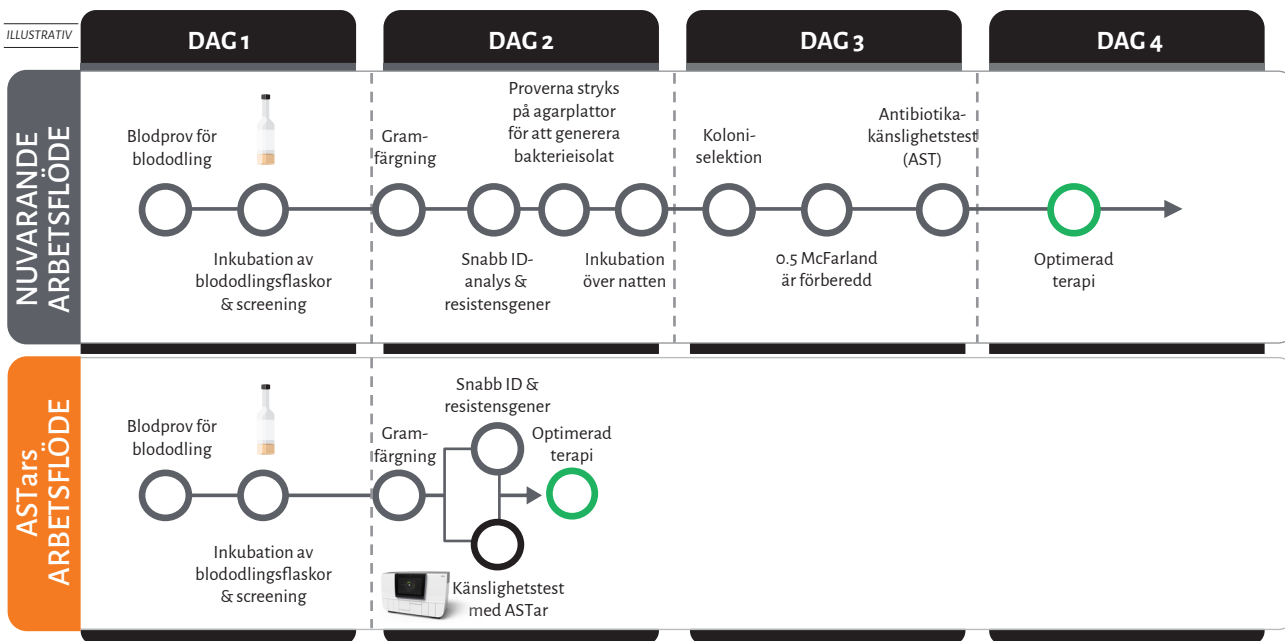 ILLUSTRATIV
DAG 1
DAG 2
DAG 3
DAG 4
NUVARANDE
ARBETSFLÖDE
Blodprov för
blododling
Inkubation av
blododlingsflaskor
& screening
Gram-
färgning
Snabb ID-
analys &
resistensgener
Proverna stryks
på agarplattor
för att generera
bakterieisolat
Inkubation
över natten
Koloni-
selektion
0.5 McFarland
är förberedd
Antibiotika-
känslighetstest
(AST)
Optimerad
terapi
ASTars
ARBETSFLÖDE
Blodprov för
blododling
Inkubation av
blododlingsflaskor
& screening
Gram-
färgning
Snabb ID &
resistensgener
Känslighetstest
med ASTar
Optimerad
terapi